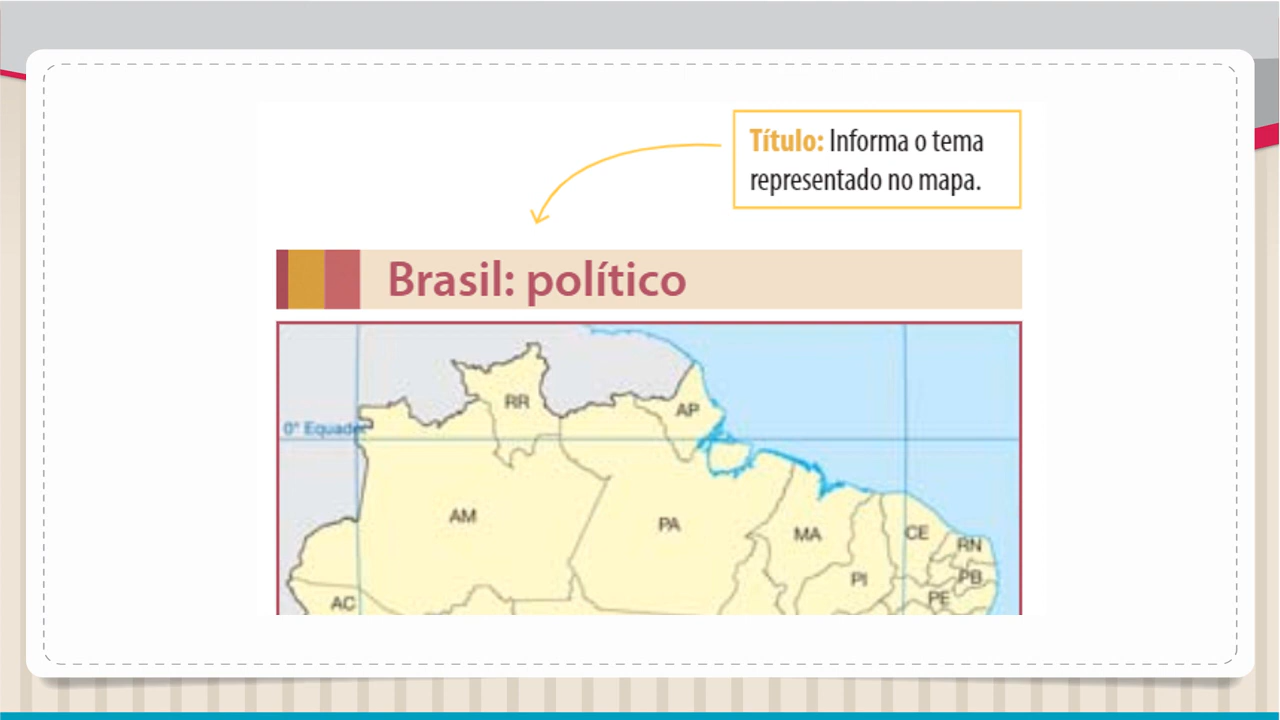 Título: Informa o tema
representado no mapa.
Brasil: político
RR
AP
0° Equador
AM
PA
MA
CE
RN
PI
PB
PE
AC